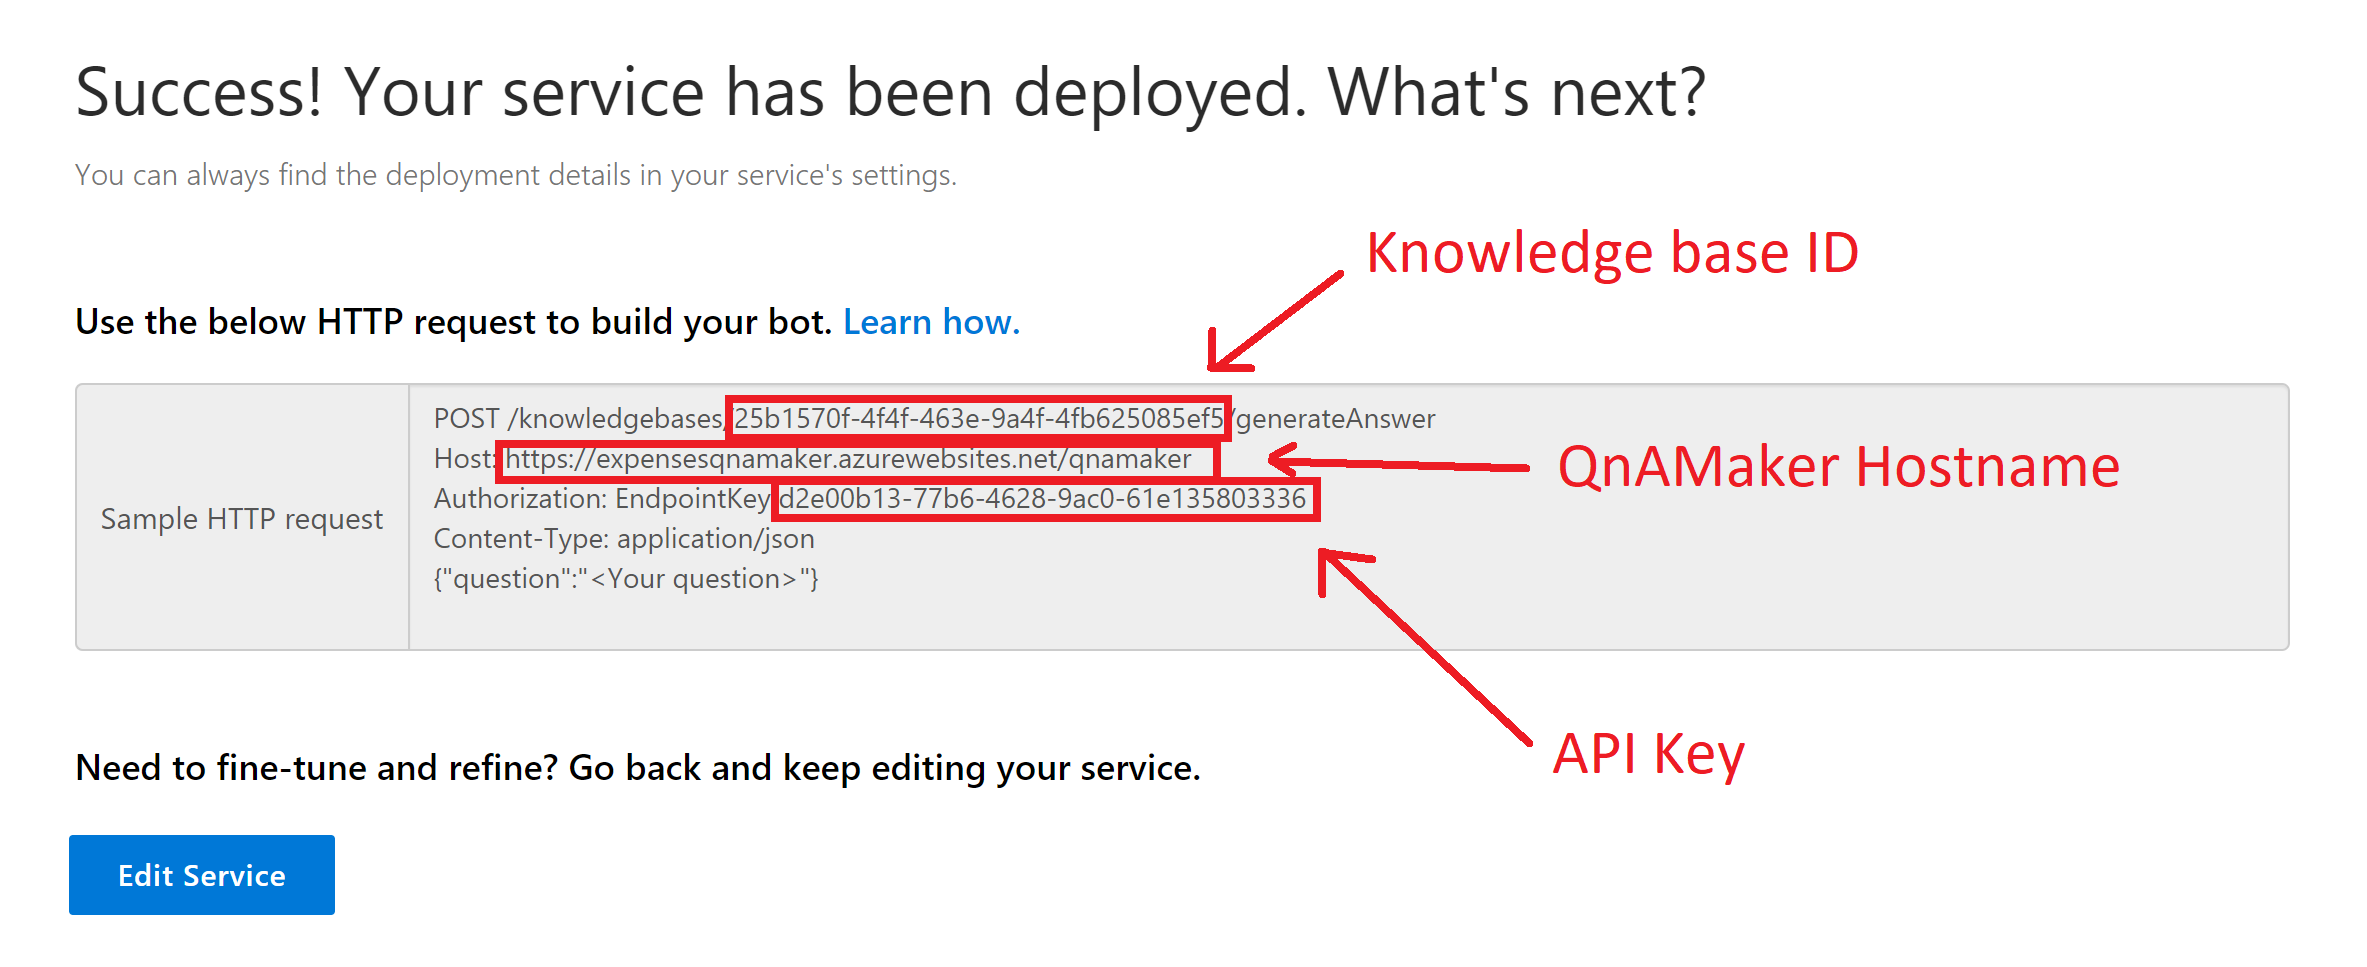 Success! Your service has been deployed. What's next?
You can always find the deployment details in your service's settings.
Knowledge base ID
Use the below HTTP request to build your bot. Learn how.
POST /knowledgebases/25b1570f-4f4f-463e-9a4f-4fb625085ef5/generateAnswer
Host: https://expensesqnamaker.azurewebsites.net/qnamaker
QnAMaker Hostname
Authorization: EndpointKey d2e00b13-77b6-4628-9ac0-61e135803336
Sample HTTP request
Content-Type: application/json
{"question":"<Your question>"}
API Key
Need to fine-tune and refine? Go back and keep editing your service.
Edit Service